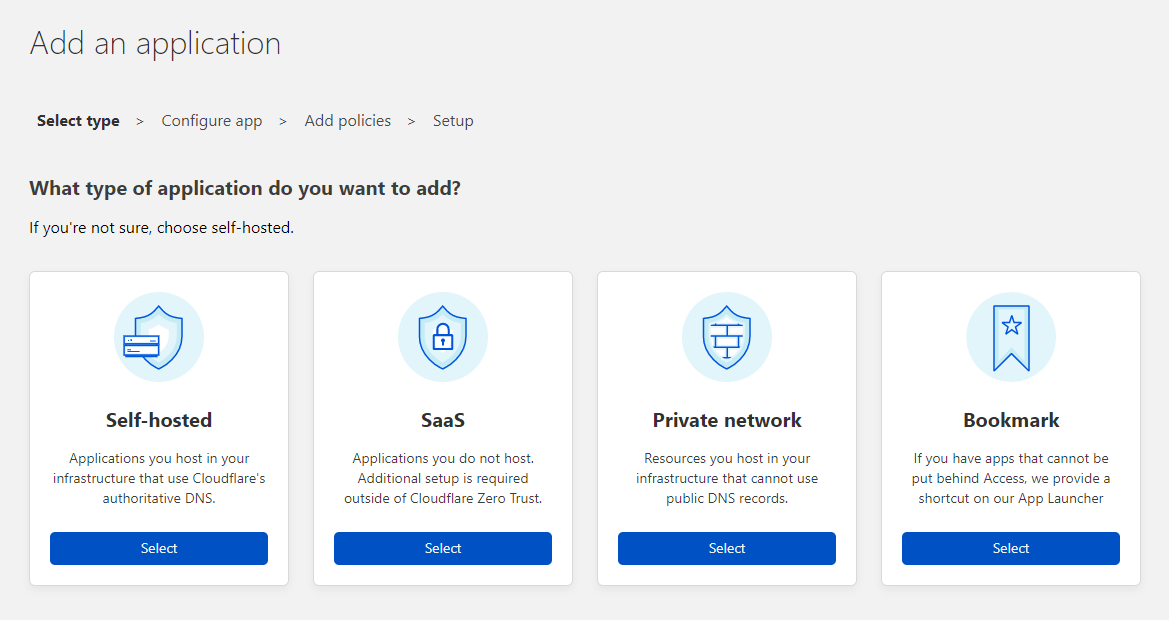 Add an application
Select type > Configure app > Add policies > Setup
What type of application do you want to add?
If you're not sure, choose self-hosted.
Self-hosted
Applications you host in your
infrastructure that use Cloudflare's
authoritative DNS.
Select
SaaS
Applications you do not host.
Additional setup is required
outside of Cloudflare Zero Trust.
Select
Private network
Resources you host in your
infrastructure that cannot use
public DNS records.
Select
Bookmark
If you have apps that cannot be
put behind Access, we provide a
shortcut on our App Launcher
Select